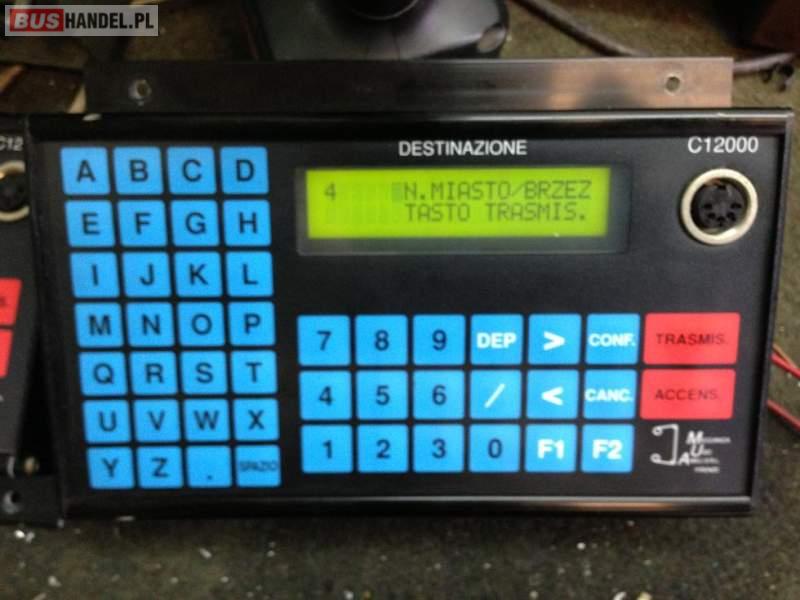 BUSHANDEL.PL
DESTINAZIONE
C12000
C12
4 N.MIASTO/BRZEZ
TASTO TRASMIS.
A B C D
E F G H
I J K L
M N O P
Q R S T
U V W X
Y Z . SPAZIO
7 8 9 DEP > CONF. TRASMIS.
4 5 6 / < CANC. ACCENS.
1 2 3 0 F1 F2